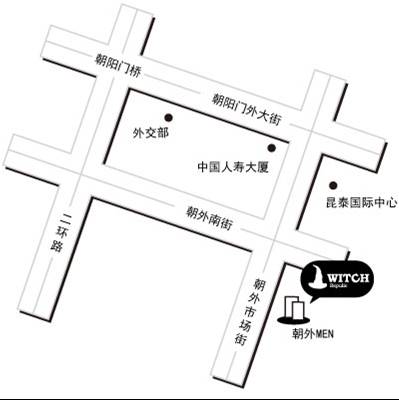 朝阳门桥
朝阳门外大街
外交部
中国人寿大厦
昆泰国际中心
朝外南街
二环路
朝外市场街
WITCH
Republic
朝外MEN